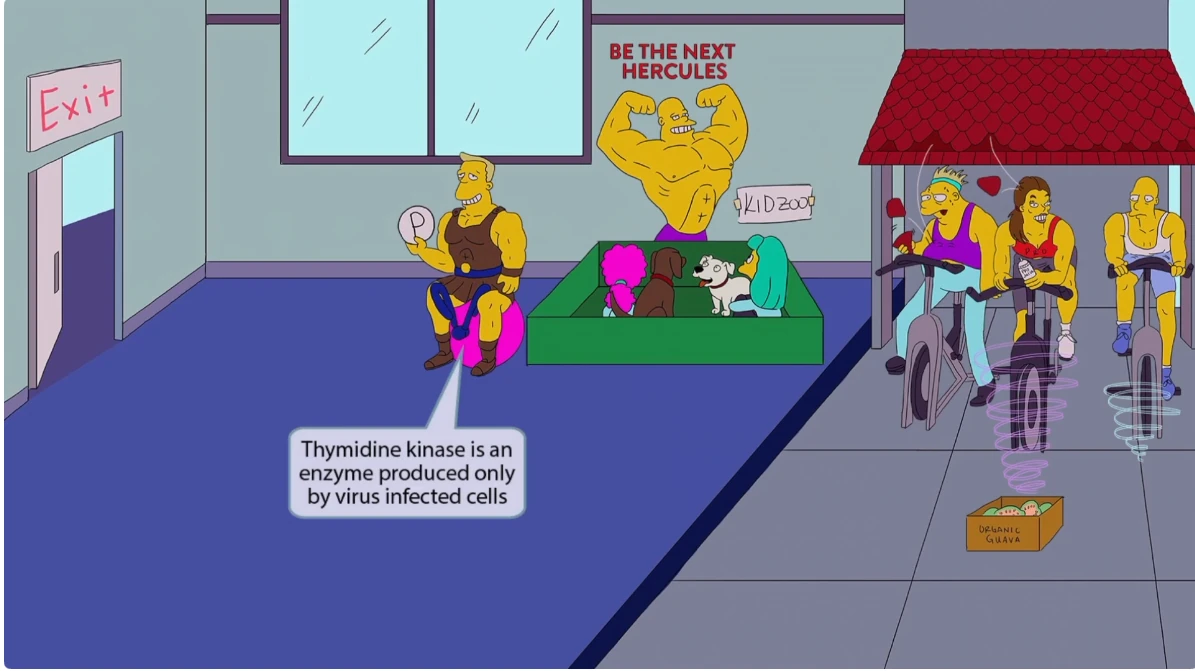 Exit
BE THE NEXT
HERCULES
P
KIDZOO
Thymidine kinase is an
enzyme produced only
by virus infected cells
ORGANIC
GUAVA